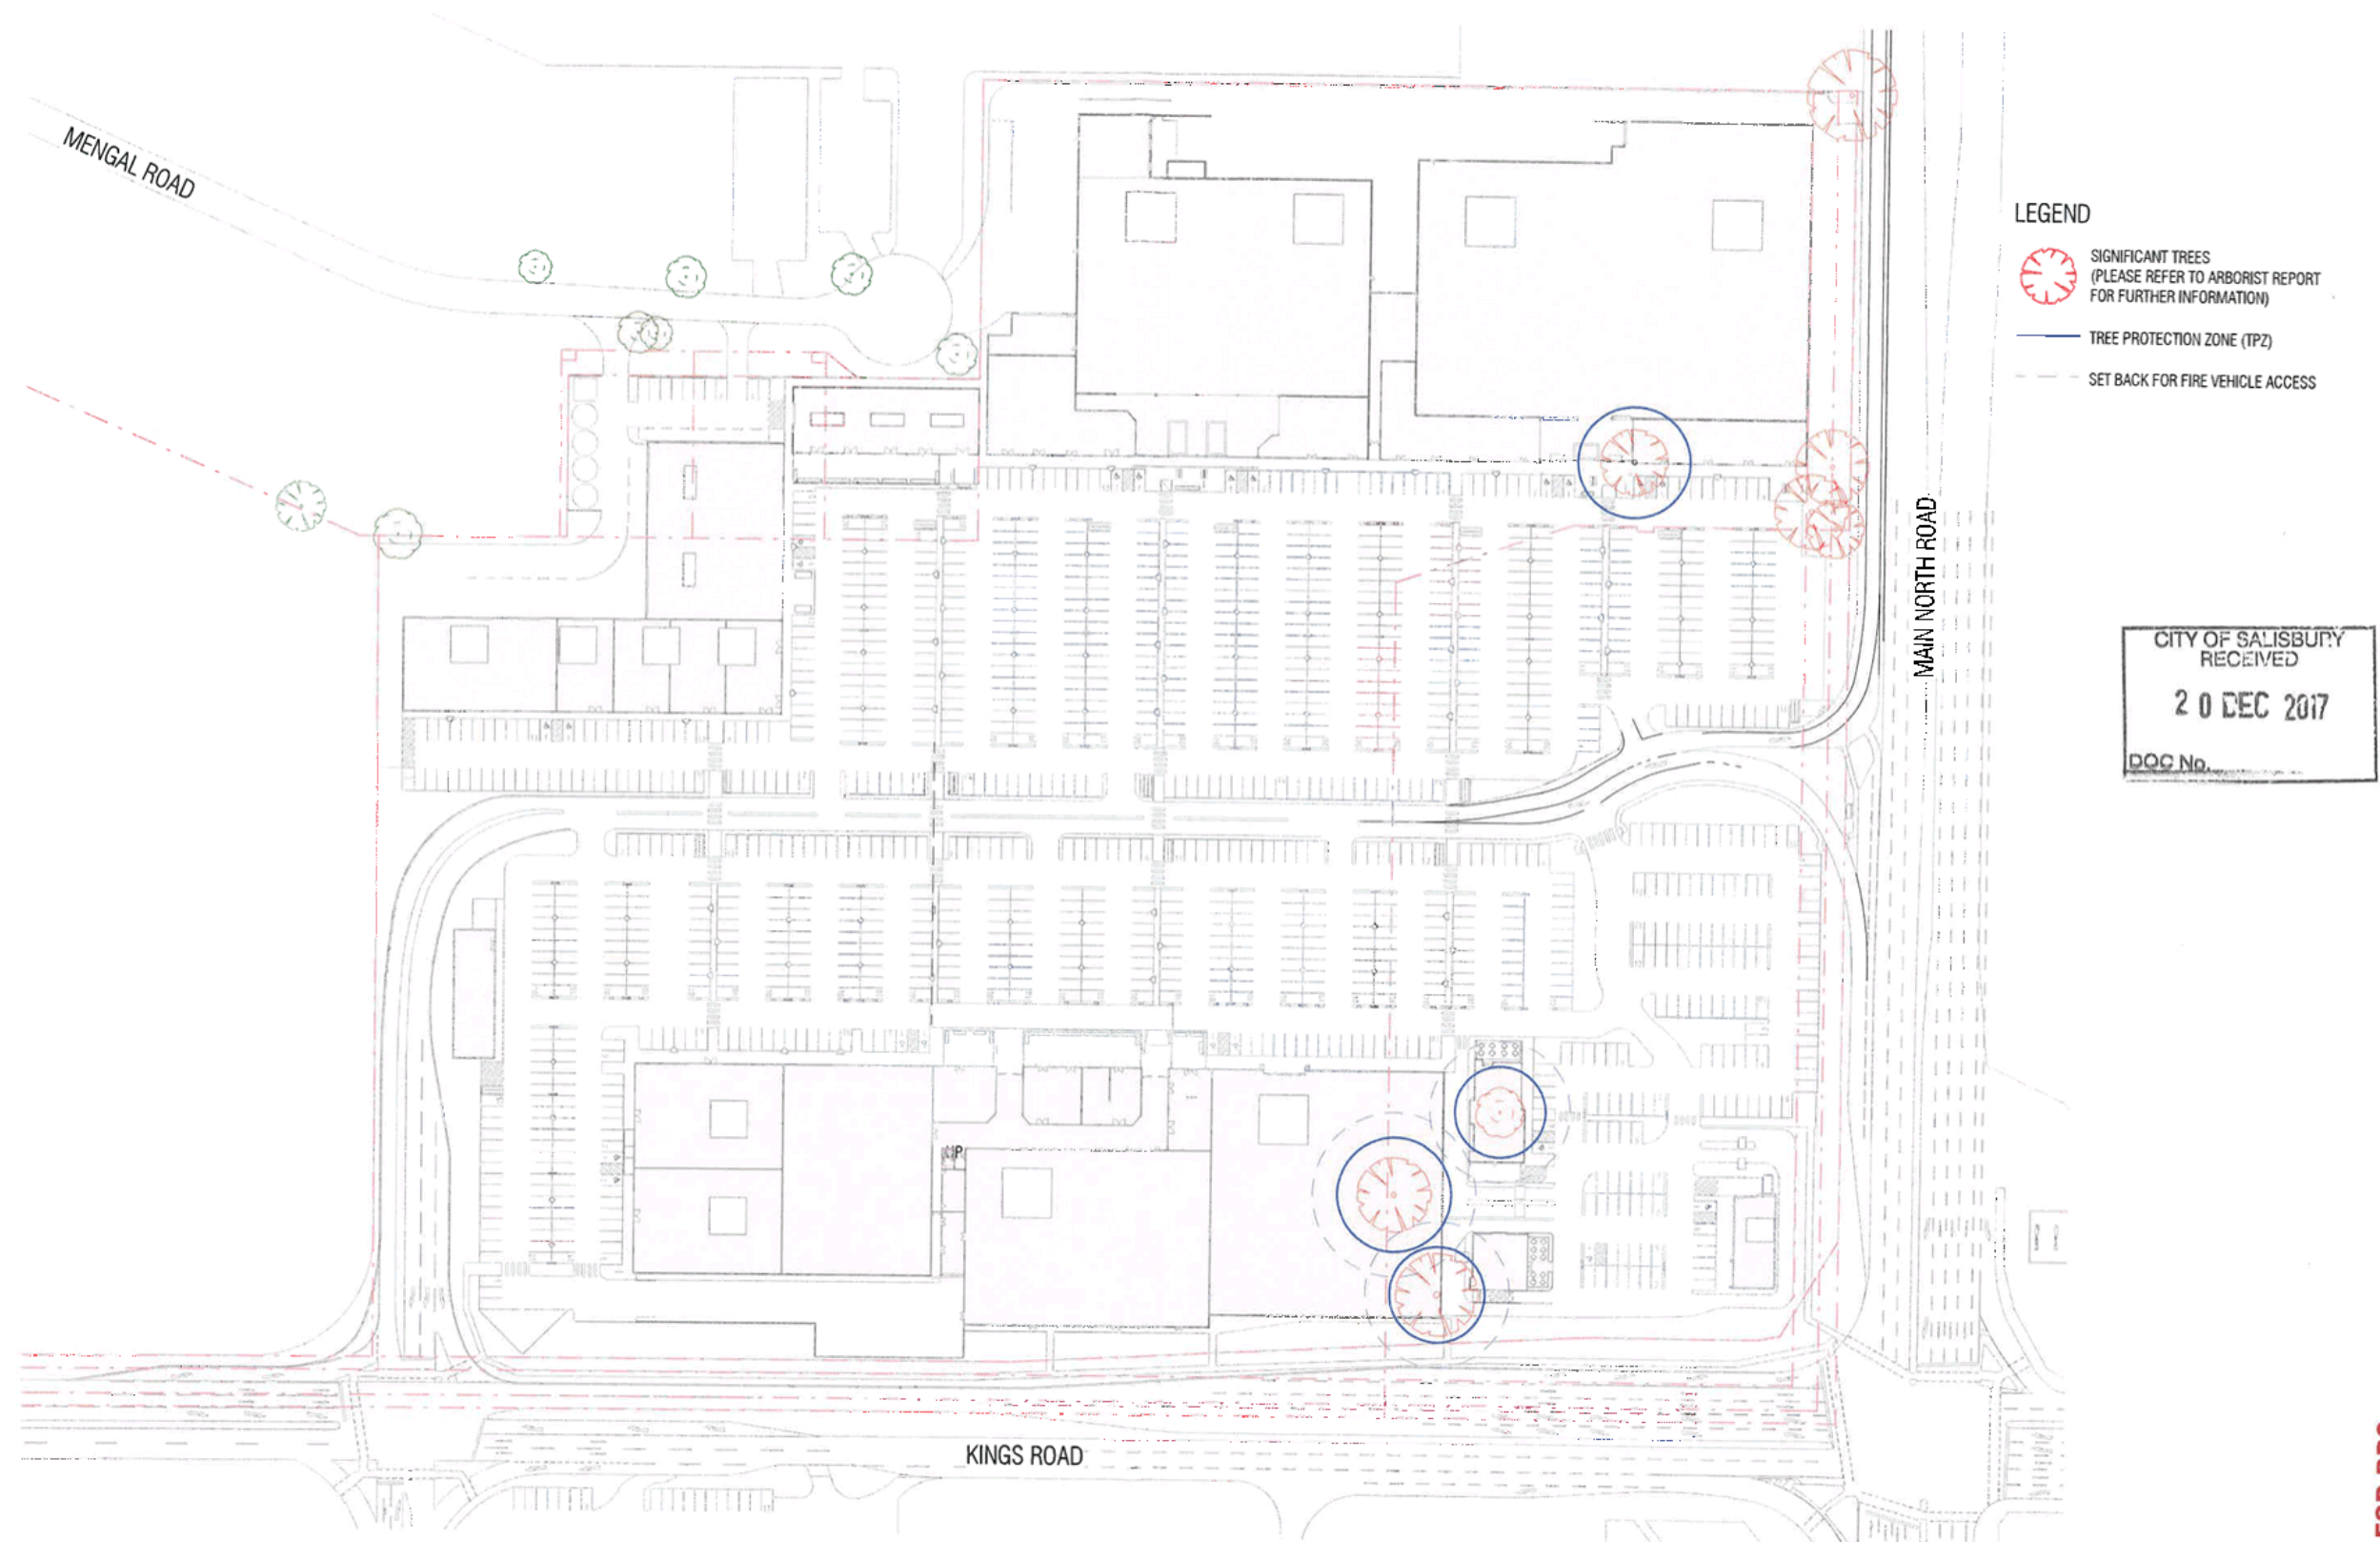 MENGAL ROAD
LEGEND
SIGNIFICANT TREES
(PLEASE REFER TO ARBORIST REPORT
FOR FURTHER INFORMATION)
TREE PROTECTION ZONE (TPZ)
SET BACK FOR FIRE VEHICLE ACCESS
MAIN NORTH ROAD
CITY OF SALISBURY
RECEIVED
20 DEC 2017
DOC No.
KINGS ROAD